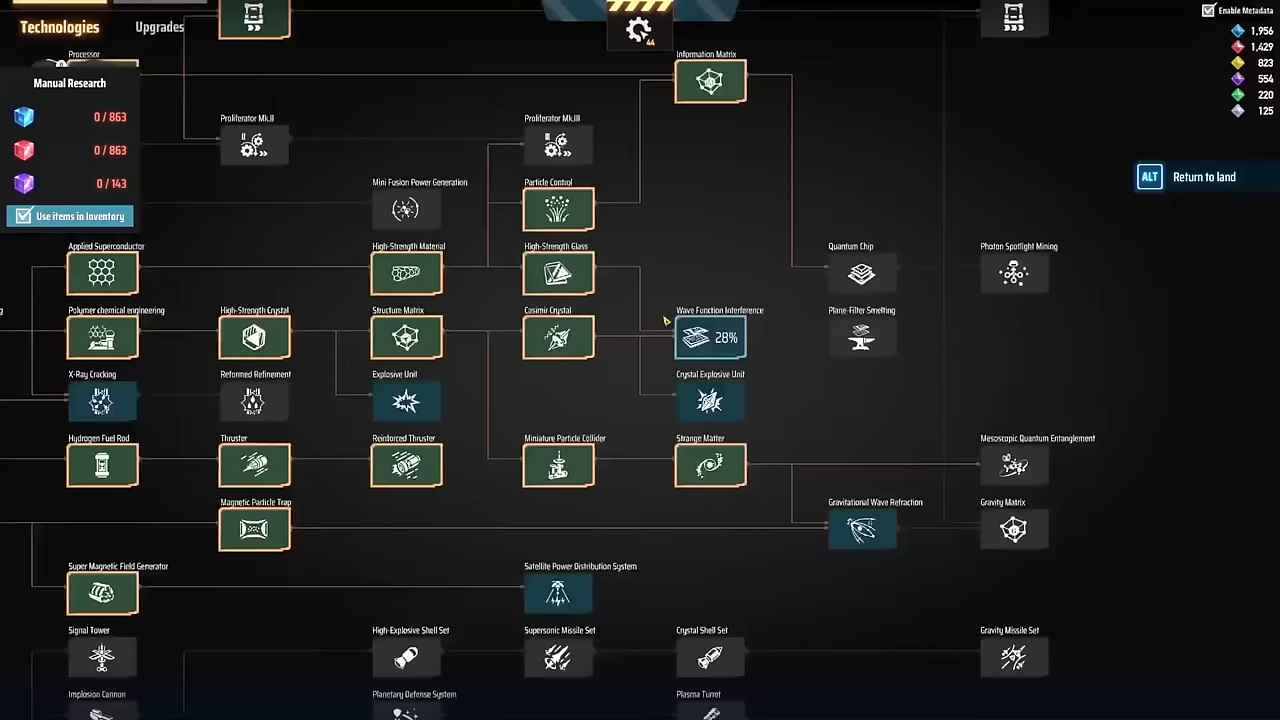 Technologies
Upgrades
44
Enable Metadata
1,956
1,429
823
554
220
125
Processor
Manual Research
0 / 863
0 / 863
0 / 143
Use items in Inventory
Information Matrix
Proliferator Mk.II
Proliferator Mk.III
ALT Return to land
Mini Fusion Power Generation
Particle Control
Applied Superconductor
High-Strength Material
High-Strength Glass
Quantum Chip
Photon Spotlight Mining
Polymer chemical engineering
High-Strength Crystal
Structure Matrix
Casimir Crystal
Wave Function Interference
28%
Plane-Filter Smelting
X-Ray Cracking
Reformed Refinement
Explosive Unit
Crystal Explosive Unit
Hydrogen Fuel Rod
Thruster
Reinforced Thruster
Miniature Particle Collider
Strange Matter
Mesoscopic Quantum Entanglement
Magnetic Particle Trap
Gravitational Wave Refraction
Gravity Matrix
Super Magnetic Field Generator
Satellite Power Distribution System
Signal Tower
High-Explosive Shell Set
Supersonic Missile Set
Crystal Shell Set
Gravity Missile Set
Implosion Cannon
Planetary Defense System
Plasma Turret